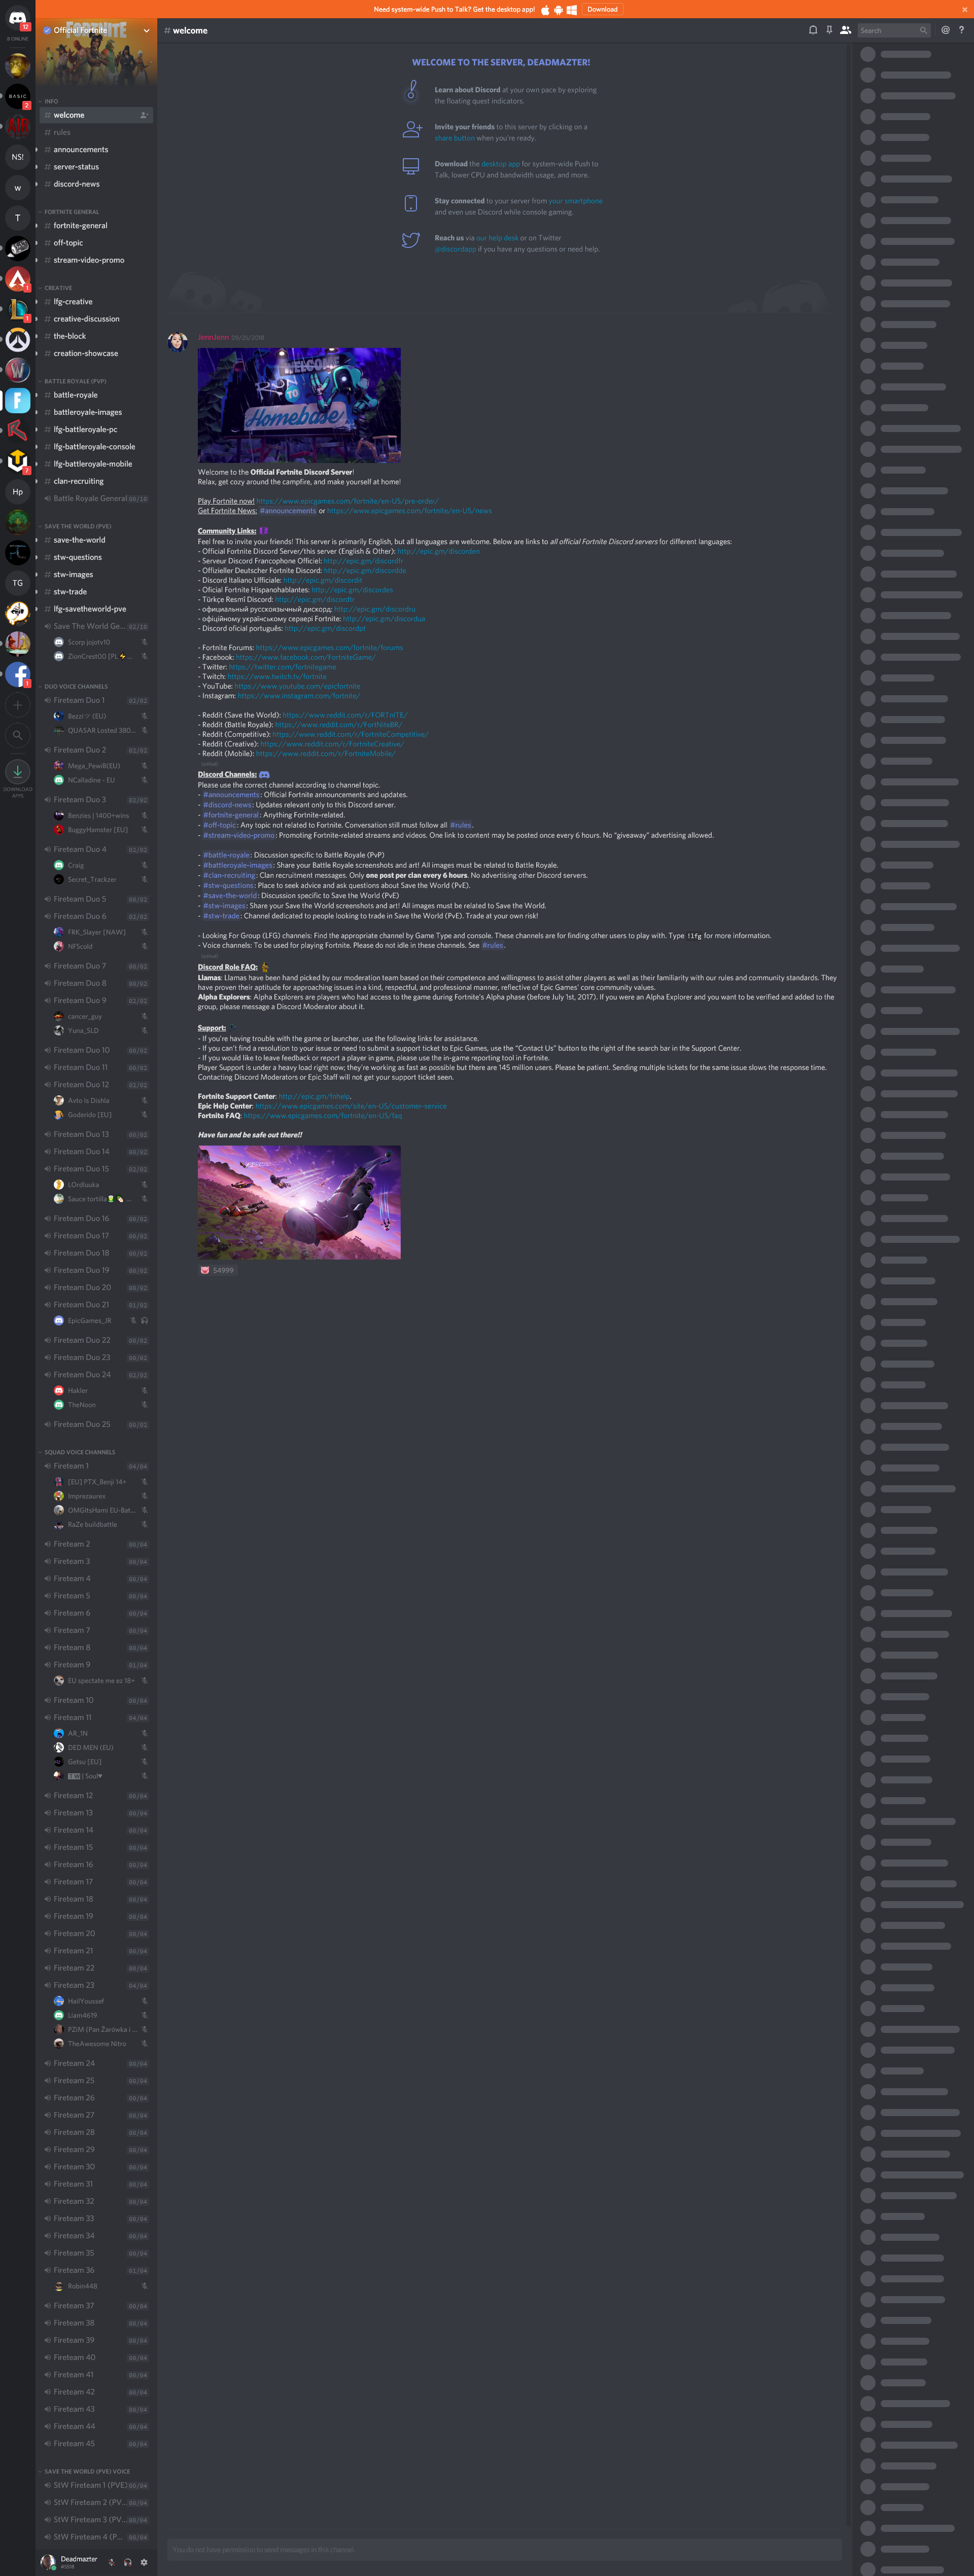 Need system-wide Push to Talk? Get the desktop app!
Download
12
8 ONLINE
BASIC
2
NS!
w
T
1
1
7
Hp
TG
1
DOWNLOAD
APPS
Official Fortnite
INFO
welcome
rules
announcements
server-status
discord-news
FORTNITE GENERAL
fortnite-general
off-topic
stream-video-promo
CREATIVE
lfg-creative
creative-discussion
the-block
creation-showcase
BATTLE ROYALE (PVP)
battle-royale
battleroyale-images
lfg-battleroyale-pc
lfg-battleroyale-console
lfg-battleroyale-mobile
clan-recruiting
Battle Royale General 00/10
SAVE THE WORLD (PVE)
save-the-world
stw-questions
stw-images
stw-trade
lfg-savetheworld-pve
Save The World Ge... 02/10
Scorp jojotv10
ZionCrest00 [PL ...
DUO VOICE CHANNELS
Fireteam Duo 1 02/02
Bezziツ (EU)
QUASAR Losted 380...
Fireteam Duo 2 02/02
Mega_PewiB(EU)
NCalladine - EU
Fireteam Duo 3 02/02
Benzies | 1400+wins
BuggyHamster [EU]
Fireteam Duo 4 02/02
Craig
Secret_Trackzer
Fireteam Duo 5 00/02
Fireteam Duo 6 02/02
FRK_Slayer [NAW]
NFScold
Fireteam Duo 7 00/02
Fireteam Duo 8 00/02
Fireteam Duo 9 02/02
cancer_guy
Yuna_SLD
Fireteam Duo 10 00/02
Fireteam Duo 11 00/02
Fireteam Duo 12 02/02
Avto Is Dishla
Goderido [EU]
Fireteam Duo 13 00/02
Fireteam Duo 14 00/02
Fireteam Duo 15 02/02
LOrdluuka
Sauce tortilla ...
Fireteam Duo 16 00/02
Fireteam Duo 17 00/02
Fireteam Duo 18 00/02
Fireteam Duo 19 00/02
Fireteam Duo 20 00/02
Fireteam Duo 21 01/02
EpicGames_JR
Fireteam Duo 22 00/02
Fireteam Duo 23 00/02
Fireteam Duo 24 02/02
Hakler
TheNoon
Fireteam Duo 25 00/02
SQUAD VOICE CHANNELS
Fireteam 1 04/04
[EU] PTX_Benji 14+
Imprezaurex
OMGItsHami EU-Bat...
RaZe buildbattle
Fireteam 2 00/04
Fireteam 3 00/04
Fireteam 4 00/04
Fireteam 5 00/04
Fireteam 6 00/04
Fireteam 7 00/04
Fireteam 8 00/04
Fireteam 9 01/04
EU spectate me ez 18+
Fireteam 10 00/04
Fireteam 11 04/04
AR_1N
DED MEN (EU)
Getsu [EU]
🆃🆆 | Soul♥
Fireteam 12 00/04
Fireteam 13 00/04
Fireteam 14 00/04
Fireteam 15 00/04
Fireteam 16 00/04
Fireteam 17 00/04
Fireteam 18 00/04
Fireteam 19 00/04
Fireteam 20 00/04
Fireteam 21 00/04
Fireteam 22 00/04
Fireteam 23 04/04
HailYoussef
Liam4619
PZiM (Pan Żarówka i ...
TheAwesome Nitro
Fireteam 24 00/04
Fireteam 25 00/04
Fireteam 26 00/04
Fireteam 27 00/04
Fireteam 28 00/04
Fireteam 29 00/04
Fireteam 30 00/04
Fireteam 31 00/04
Fireteam 32 00/04
Fireteam 33 00/04
Fireteam 34 00/04
Fireteam 35 00/04
Fireteam 36 01/04
Robin448
Fireteam 37 00/04
Fireteam 38 00/04
Fireteam 39 00/04
Fireteam 40 00/04
Fireteam 41 00/04
Fireteam 42 00/04
Fireteam 43 00/04
Fireteam 44 00/04
Fireteam 45 00/04
SAVE THE WORLD (PVE) VOICE
StW Fireteam 1 (PVE) 00/04
StW Fireteam 2 (PV... 00/04
StW Fireteam 3 (PV... 00/04
StW Fireteam 4 (P... 00/04
Deadmazter
# welcome
Search
WELCOME TO THE SERVER, DEADMAZTER!
Learn about Discord at your own pace by exploring
the floating quest indicators.
Invite your friends to this server by clicking on a
share button when you're ready.
Download the desktop app for system-wide Push to
Talk, lower CPU and bandwidth usage, and more.
Stay connected to your server from your smartphone
and even use Discord while console gaming.
Reach us via our help desk or on Twitter
@discordapp if you have any questions or need help.
JennJenn 05/25/2018
WELCOME
TO
Homebase
Welcome to the Official Fortnite Discord Server!
Relax, get cozy around the campfire, and make yourself at home!
Play Fortnite now! https://www.epicgames.com/fortnite/en-US/pre-order/
Get Fortnite News: #announcements or https://www.epicgames.com/fortnite/en-US/news
Community Links:
Feel free to invite your friends! This server is primarily English, but all languages are welcome. Below are links to all official Fortnite Discord servers for different languages:
- Official Fortnite Discord Server/this server (English & Other): http://epic.gm/discorden
- Serveur Discord Francophone Officiel: http://epic.gm/discordfr
- Offizieller Deutscher Fortnite Discord: http://epic.gm/discordde
- Discord Italiano Ufficiale: http://epic.gm/discordit
- Oficial Fortnite Hispanohablantes: http://epic.gm/discordes
- Türkçe Resmî Discord: http://epic.gm/discordtr
- официальный русскоязычный дискорд: http://epic.gm/discordru
- офіційному українському сервері Fortnite: http://epic.gm/discordua
- Discord oficial português: http://epic.gm/discordpt
- Fortnite Forums: https://www.epicgames.com/fortnite/forums
- Facebook: https://www.facebook.com/FortniteGame/
- Twitter: https://twitter.com/fortnitegame
- Twitch: https://www.twitch.tv/fortnite
- YouTube: https://www.youtube.com/epicfortnite
- Instagram: https://www.instagram.com/fortnite/
- Reddit (Save the World): https://www.reddit.com/r/FORTnITE/
- Reddit (Battle Royale): https://www.reddit.com/r/FortNiteBR/
- Reddit (Competitive): https://www.reddit.com/r/FortniteCompetitive/
- Reddit (Creative): https://www.reddit.com/r/FortniteCreative/
- Reddit (Mobile): https://www.reddit.com/r/FortniteMobile/
(edited)
Discord Channels:
Please use the correct channel according to channel topic.
- #announcements: Official Fortnite announcements and updates.
- #discord-news: Updates relevant only to this Discord server.
- #fortnite-general: Anything Fortnite-related.
- #off-topic: Any topic not related to Fortnite. Conversation still must follow all #rules.
- #stream-video-promo: Promoting Fortnite-related streams and videos. One link to content may be posted once every 6 hours. No "giveaway" advertising allowed.
- #battle-royale: Discussion specific to Battle Royale (PvP)
- #battleroyale-images: Share your Battle Royale screenshots and art! All images must be related to Battle Royale.
- #clan-recruiting: Clan recruitment messages. Only one post per clan every 6 hours. No advertising other Discord servers.
- #stw-questions: Place to seek advice and ask questions about Save the World (PvE).
- #save-the-world: Discussion specific to Save the World (PvE)
- #stw-images: Share your Save the World screenshots and art! All images must be related to Save the World.
- #stw-trade: Channel dedicated to people looking to trade in Save the World (PvE). Trade at your own risk!
- Looking For Group (LFG) channels: Find the appropriate channel by Game Type and console. These channels are for finding other users to play with. Type !lfg for more information.
- Voice channels: To be used for playing Fortnite. Please do not idle in these channels. See #rules.
(edited)
Discord Role FAQ:
Llamas: Llamas have been hand picked by our moderation team based on their competence and willingness to assist other players as well as their familiarity with our rules and community standards. They
have proven their aptitude for approaching issues in a kind, respectful, and professional manner, reflective of Epic Games' core community values.
Alpha Explorers: Alpha Explorers are players who had access to the game during Fortnite's Alpha phase (before July 1st, 2017). If you were an Alpha Explorer and you want to be verified and added to the
group, please message a Discord Moderator about it.
Support:
- If you're having trouble with the game or launcher, use the following links for assistance.
- If you can't find a resolution to your issue or need to submit a support ticket to Epic Games, use the "Contact Us" button to the right of the search bar in the Support Center.
- If you would like to leave feedback or report a player in game, please use the in-game reporting tool in Fortnite.
Player Support is under a heavy load right now; they're working as fast as possible but there are 145 million users. Please be patient. Sending multiple tickets for the same issue slows the response time.
Contacting Discord Moderators or Epic Staff will not get your support ticket seen.
Fortnite Support Center: http://epic.gm/fnhelp.
Epic Help Center: https://www.epicgames.com/site/en-US/customer-service
Fortnite FAQ: https://www.epicgames.com/fortnite/en-US/faq
Have fun and be safe out there!!
54999
You do not have permission to send messages in this channel.